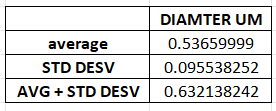 DIAMTER UM
average 0.53659999
STD DESV 0.095538252
AVG + STD DESV 0.632138242